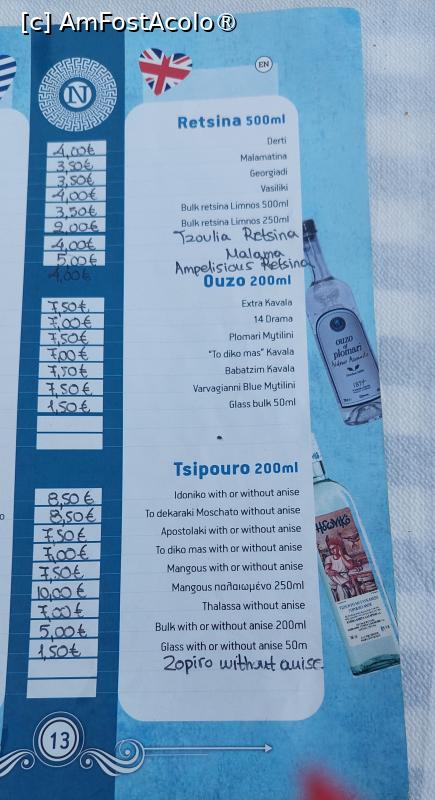 [c] AmFostAcolo®
EN
N
Retsina 500ml
4,00€ Derti
3,50€ Malamatina
3,50€ Georgiadi
4,00€ Vasiliki
3,50€ Bulk retsina Limnos 500ml
2,00€ Bulk retsina Limnos 250ml
4,00€ Tzoulia Retsina
5,00€ Malama
4,00€ Ampelisious Retsina
Ouzo 200ml
7,50€ Extra Kavala
7,00€ 14 Drama
7,50€ Plomari Mytilini
7,00€ "To diko mas" Kavala
7,50€ Babatzim Kavala
7,50€ Varvagianni Blue Mytilini
1,50€ Glass bulk 50ml
ouzo
plomari
Tsipouro 200ml
8,50€ Idoniko with or without anise
8,50€ To dekaraki Moschato without anise
7,50€ Apostolaki with or without anise
7,00€ To diko mas with or without anise
7,50€ Mangous with or without anise
10,00€ Mangous παλαιωμένο 250ml
7,00€ Thalassa without anise
5,00€ Bulk with or without anise 200ml
1,50€ Glass with or without anise 50m
Zopiro without anise.
13